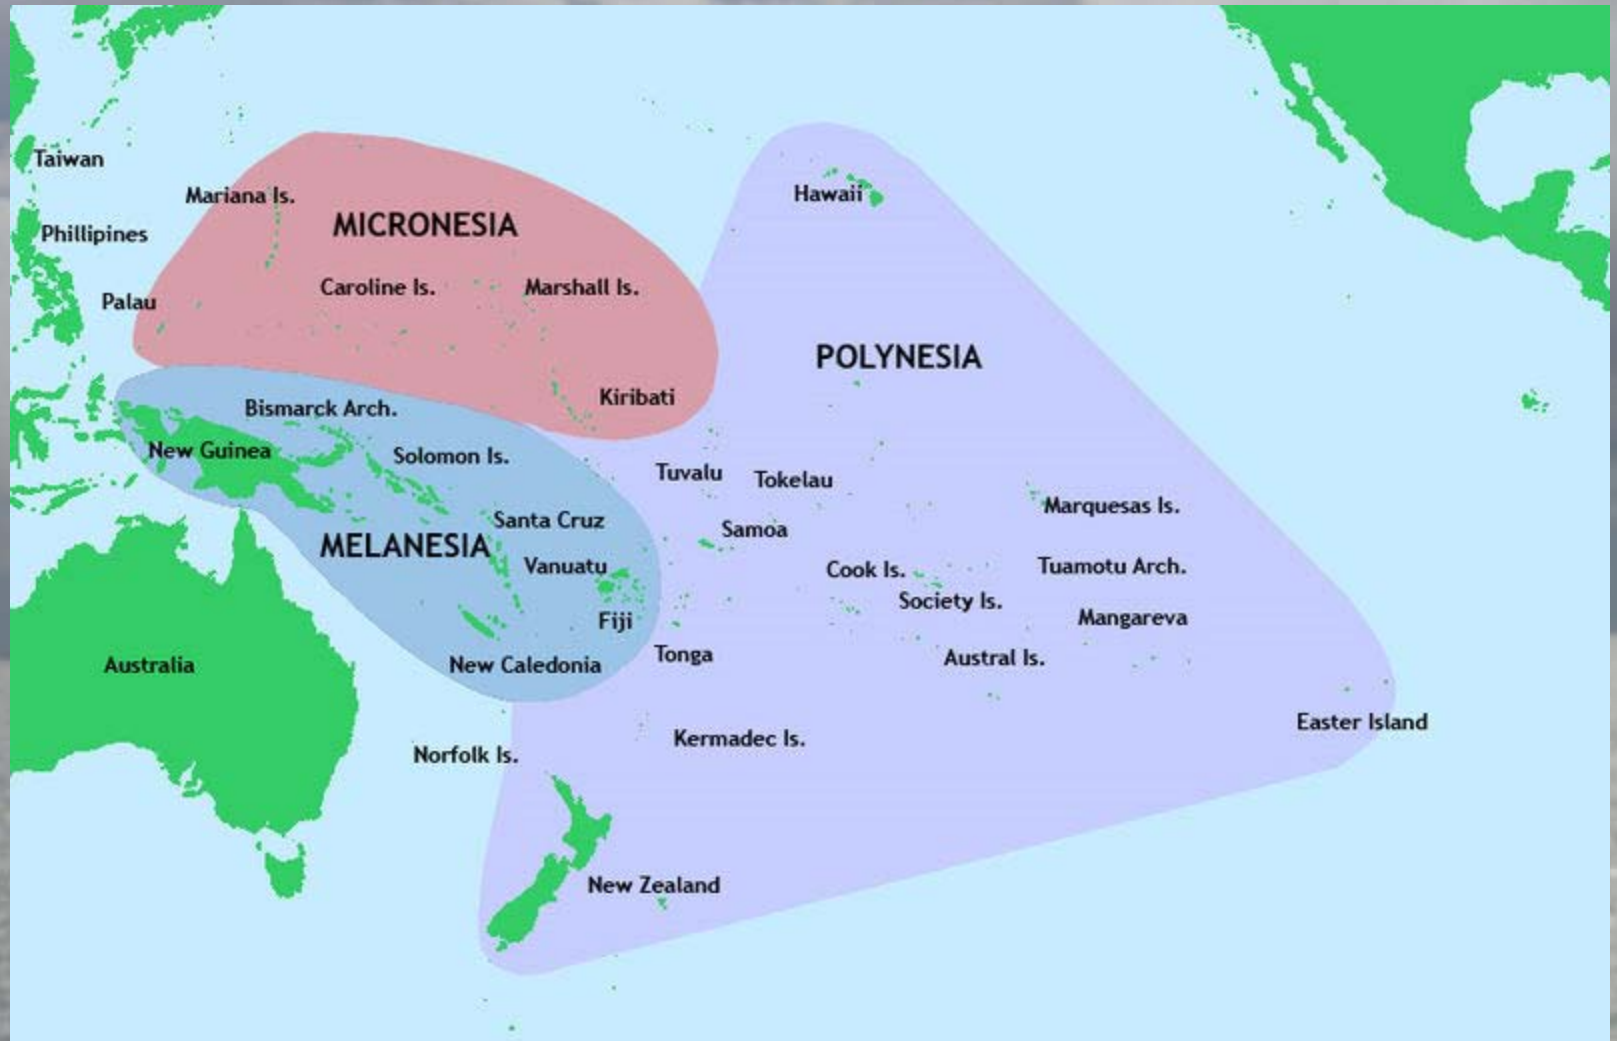 Taiwan
Mariana Is.
Hawaii
MICRONESIA
Phillipines
Caroline Is.
Marshall Is.
Palau
POLYNESIA
Kiribati
Bismarck Arch.
New Guinea
Solomon Is.
Tuvalu
Tokelau
Marquesas Is.
Santa Cruz
Samoa
MELANESIA
Vanuatu
Cook Is.
Tuamotu Arch.
Society Is.
Fiji
Mangareva
Tonga
Austral Is.
Australia
New Caledonia
Easter Island
Kermadec Is.
Norfolk Is.
New Zealand